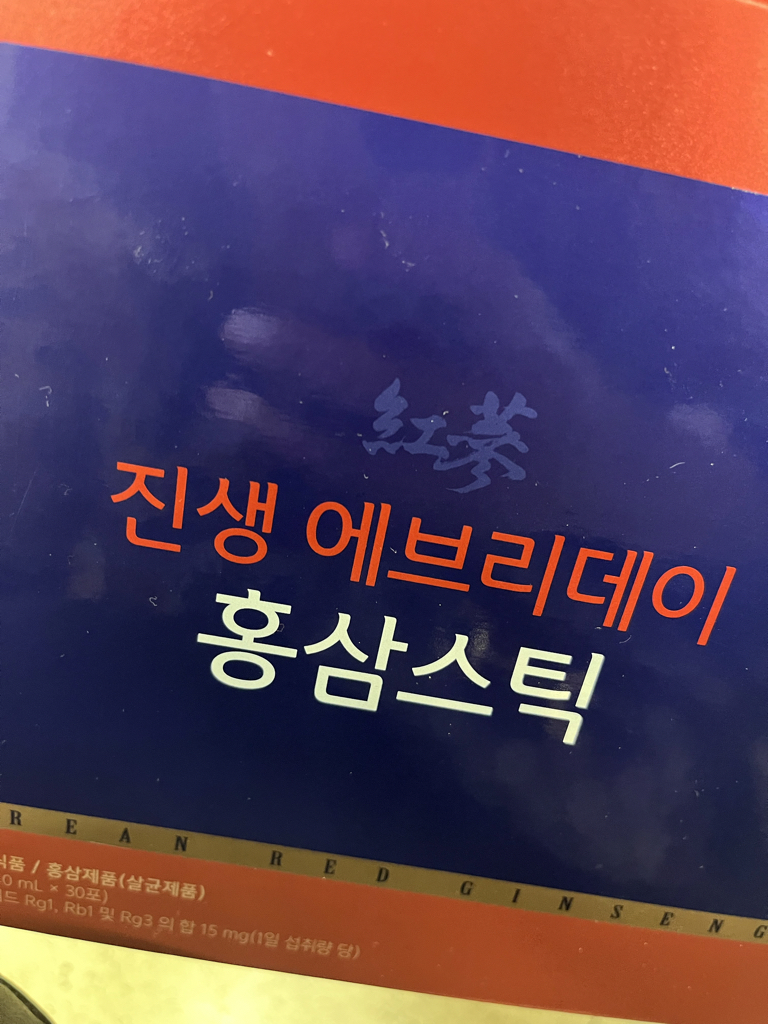 紅蔘
진생 에브리데이
홍삼스틱
REAN RED GINSENG
식품 / 홍삼제품(살균제품)
0 mL × 30포)
드 Rg1, Rb1 및 Rg3 의 합 15 mg(1일 섭취량 당)